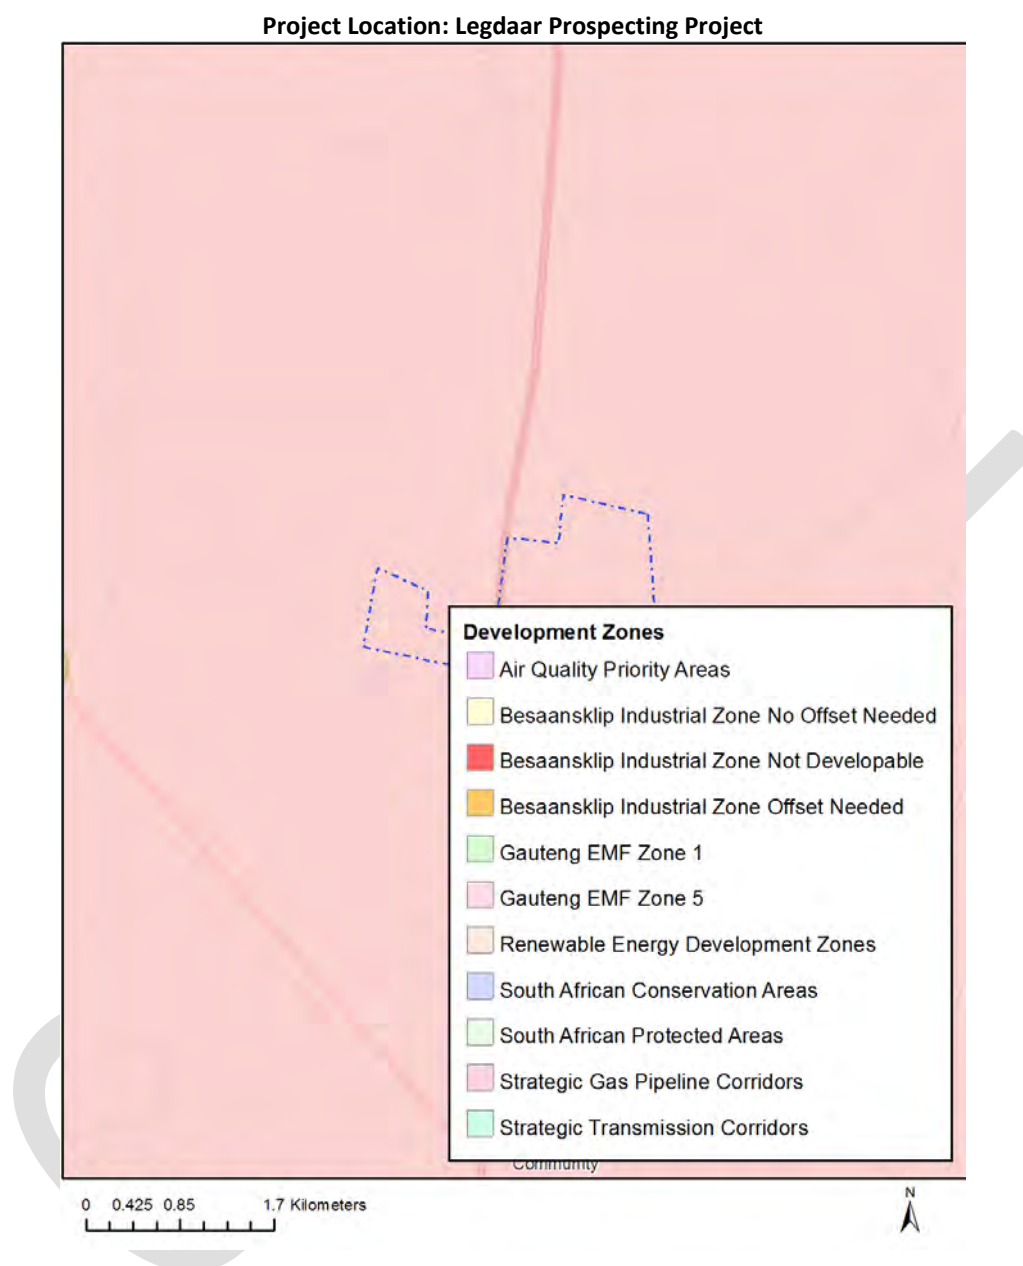 Project Location: Legdaar Prospecting Project
Development Zones
Air Quality Priority Areas
Besaansklip Industrial Zone No Offset Needed
Besaansklip Industrial Zone Not Developable
Besaansklip Industrial Zone Offset Needed
Gauteng EMF Zone 1
Gauteng EMF Zone 5
Renewable Energy Development Zones
South African Conservation Areas
South African Protected Areas
Strategic Gas Pipeline Corridors
Strategic Transmission Corridors
Community
0 0.425 0.85 1.7 Kilometers
N